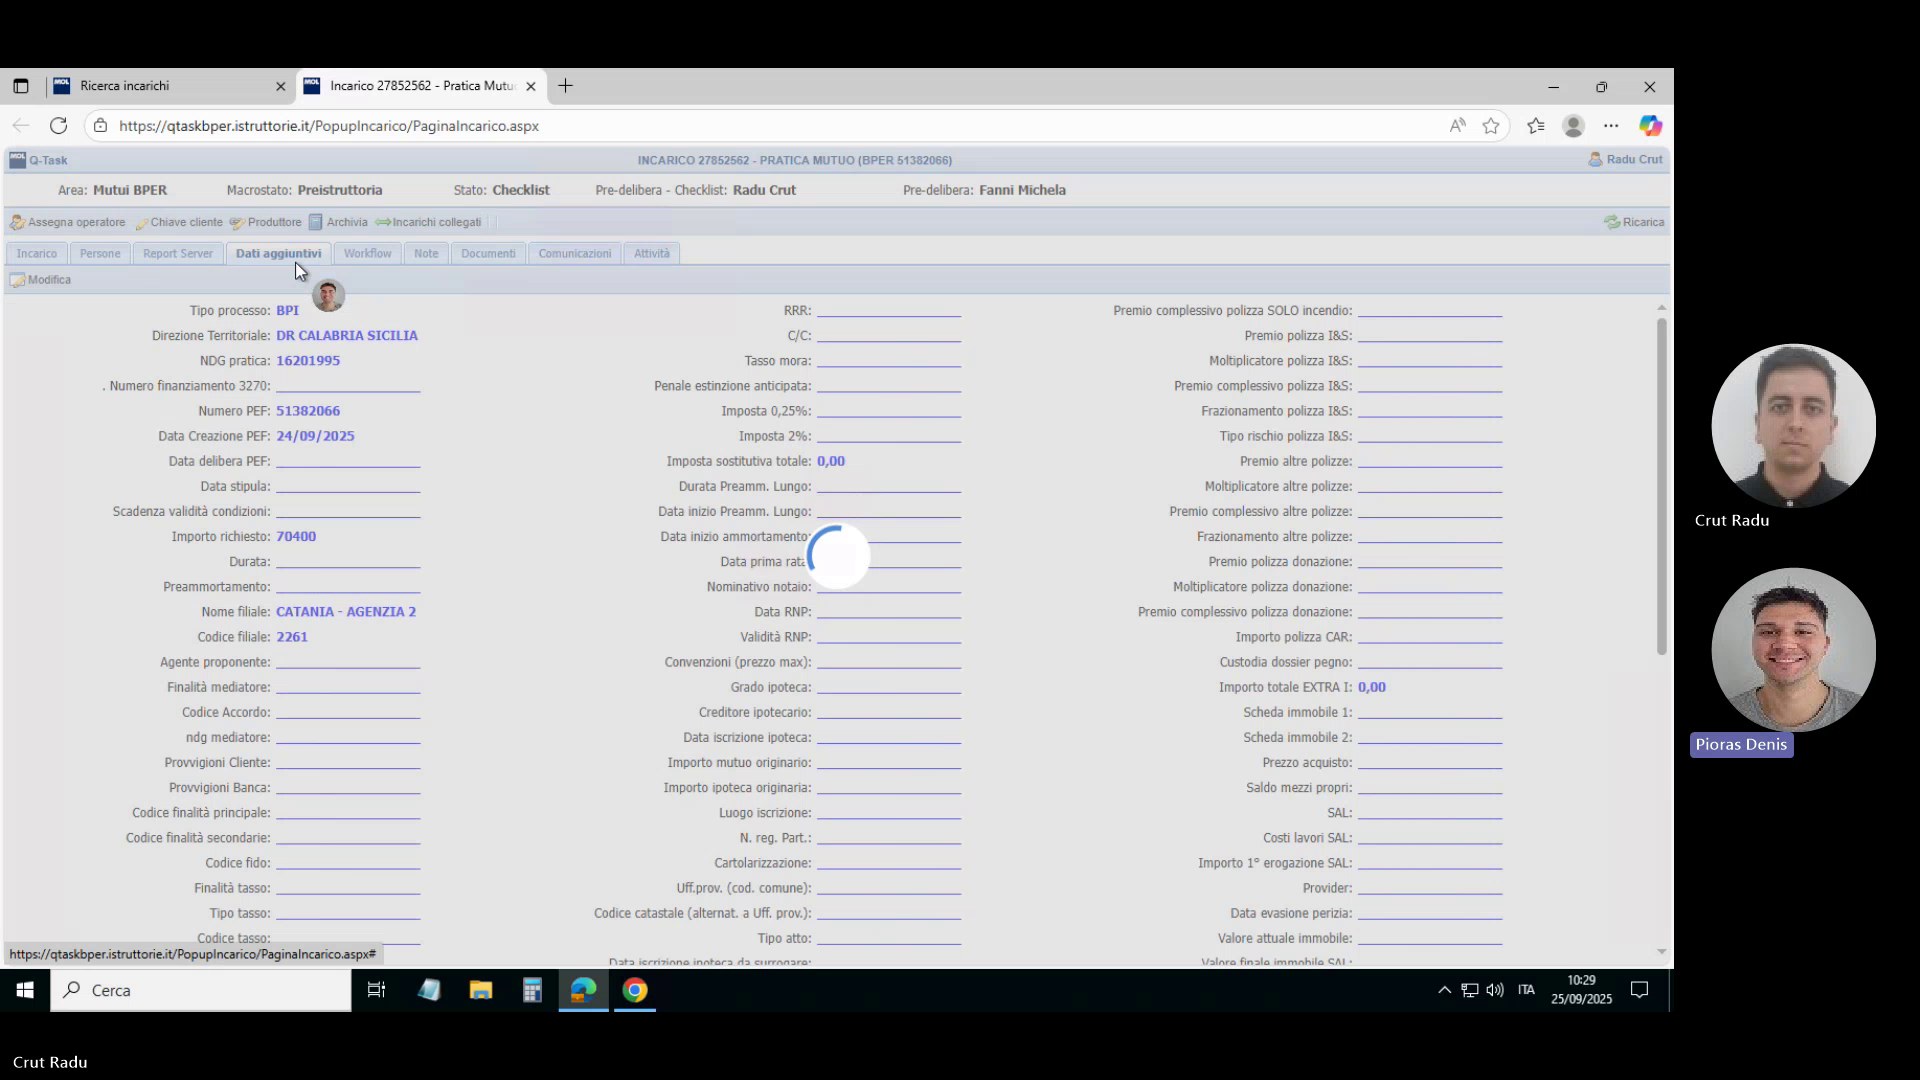 Ricerca incarichi
Incarico 27852562 - Pratica Mutu
https://qtaskbper.istruttorie.it/PopupIncarico/PaginaIncarico.aspx
MOL Q-Task
INCARICO 27852562 - PRATICA MUTUO (BPER 51382066)
Radu Crut
Area: Mutui BPER Macrostato: Preistruttoria Stato: Checklist Pre-delibera - Checklist: Radu Crut Pre-delibera: Fanni Michela
Assegna operatore Chiave cliente Produttore Archivia Incarichi collegati Ricarica
Incarico Persone Report Server Dati aggiuntivi Workflow Note Documenti Comunicazioni Attività
Modifica
Tipo processo: BPI
Direzione Territoriale: DR CALABRIA SICILIA
NDG pratica: 16201995
. Numero finanziamento 3270:
Numero PEF: 51382066
Data Creazione PEF: 24/09/2025
Data delibera PEF:
Data stipula:
Scadenza validità condizioni:
Importo richiesto: 70400
Durata:
Preammortamento:
Nome filiale: CATANIA - AGENZIA 2
Codice filiale: 2261
Agente proponente:
Finalità mediatore:
Codice Accordo:
ndg mediatore:
Provvigioni Cliente:
Provvigioni Banca:
Codice finalità principale:
Codice finalità secondarie:
Codice fido:
Finalità tasso:
Tipo tasso:
Codice tasso:
RRR:
C/C:
Tasso mora:
Penale estinzione anticipata:
Imposta 0,25%:
Imposta 2%:
Imposta sostitutiva totale: 0,00
Durata Preamm. Lungo:
Data inizio Preamm. Lungo:
Data inizio ammortamento:
Data prima rata
Nominativo notaio:
Data RNP:
Validità RNP:
Convenzioni (prezzo max):
Grado ipoteca:
Creditore ipotecario:
Data iscrizione ipoteca:
Importo mutuo originario:
Importo ipoteca originaria:
Luogo iscrizione:
N. reg. Part.:
Cartolarizzazione:
Uff.prov. (cod. comune):
Codice catastale (alternat. a Uff. prov.):
Tipo atto:
Data iscrizione ipoteca da surrogare:
Premio complessivo polizza SOLO incendio:
Premio polizza I&S:
Moltiplicatore polizza I&S:
Premio complessivo polizza I&S:
Frazionamento polizza I&S:
Tipo rischio polizza I&S:
Premio altre polizze:
Moltiplicatore altre polizze:
Premio complessivo altre polizze:
Frazionamento altre polizze:
Premio polizza donazione:
Moltiplicatore polizza donazione:
Premio complessivo polizza donazione:
Importo polizza CAR:
Custodia dossier pegno:
Importo totale EXTRA I: 0,00
Scheda immobile 1:
Scheda immobile 2:
Prezzo acquisto:
Saldo mezzi propri:
SAL:
Costi lavori SAL:
Importo 1° erogazione SAL:
Provider:
Data evasione perizia:
Valore attuale immobile:
Valore finale immobile SAL:
https://qtaskbper.istruttorie.it/PopupIncarico/PaginaIncarico.aspx#
Cerca
ITA
10:29
25/09/2025
Crut Radu
Pioras Denis
Crut Radu